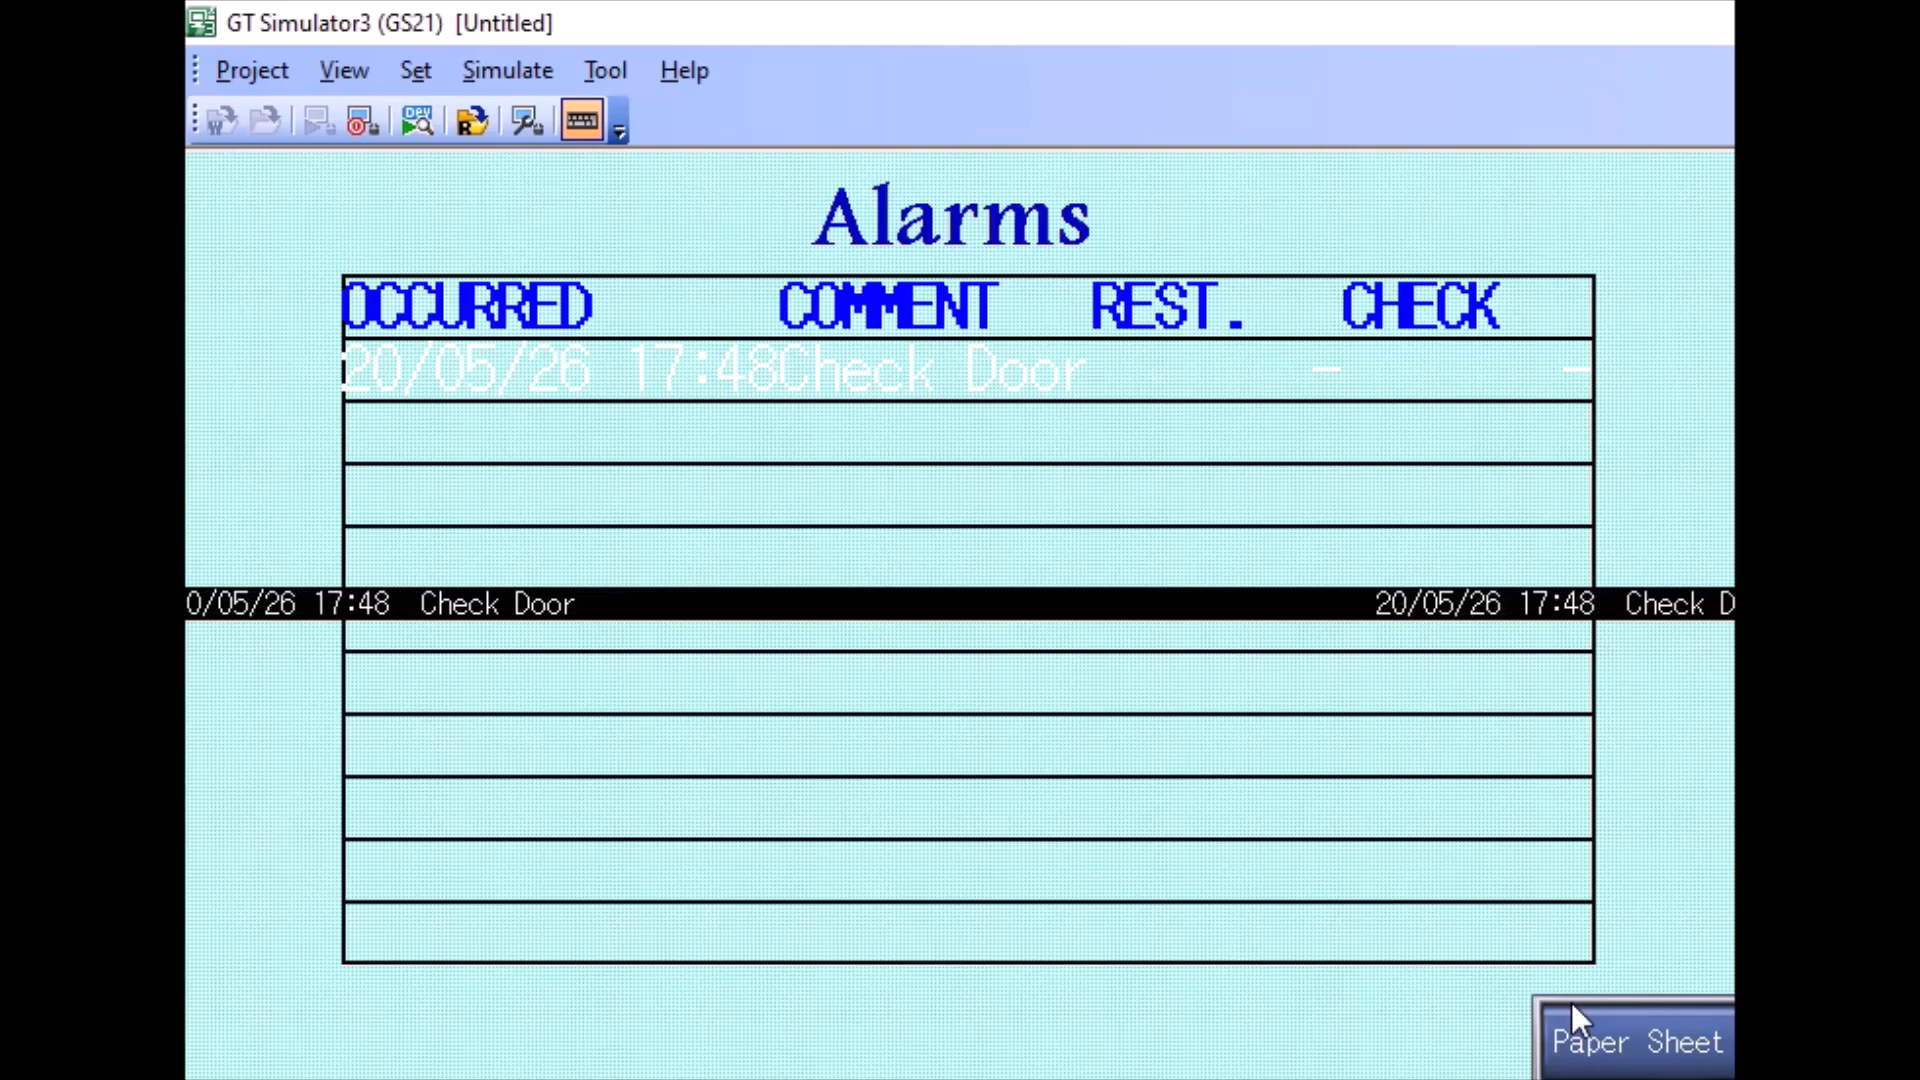 GT Simulator3 (GS21) [Untitled]
Project View Set Simulate Tool Help
Alarms
OCCURRED COMMENT REST. CHECK
20/05/26 17:48Check Door - -
0/05/26 17:48 Check Door 20/05/26 17:48 Check D
Paper Sheet